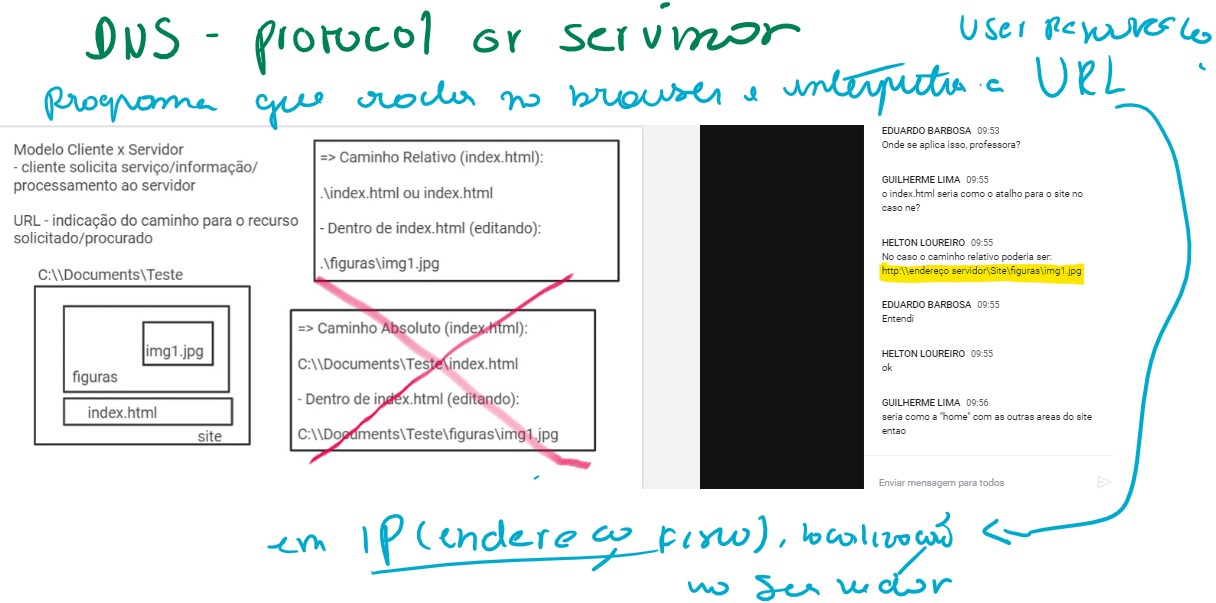 DNS - protocol or servidor
User
Programa que roda no browser e interpreta a URL
Modelo Cliente x Servidor
- cliente solicita serviço/informação/
processamento ao servidor
URL - indicação do caminho para o recurso
solicitado/procurado
C:\\Documents\Teste
img1.jpg
figuras
index.html
site
=> Caminho Relativo (index.html):
.\index.html ou index.html
- Dentro de index.html (editando):
.\figuras\img1.jpg
=> Caminho Absoluto (index.html):
C:\\Documents\Teste\index.html
- Dentro de index.html (editando):
C:\\Documents\Teste\figuras\img1.jpg
EDUARDO BARBOSA 09:53
Onde se aplica isso, professora?
GUILHERME LIMA 09:55
o index.html seria como o atalho para o site no
caso ne?
HELTON LOUREIRO 09:55
No caso o caminho relativo poderia ser:
http:\\endereço servidor\Site\figuras\img1.jpg
EDUARDO BARBOSA 09:55
Entendi
HELTON LOUREIRO 09:55
ok
GUILHERME LIMA 09:56
seria como a "home" com as outras areas do site
entao
Enviar mensagem para todos
em IP (endereço físico), localização
no servidor